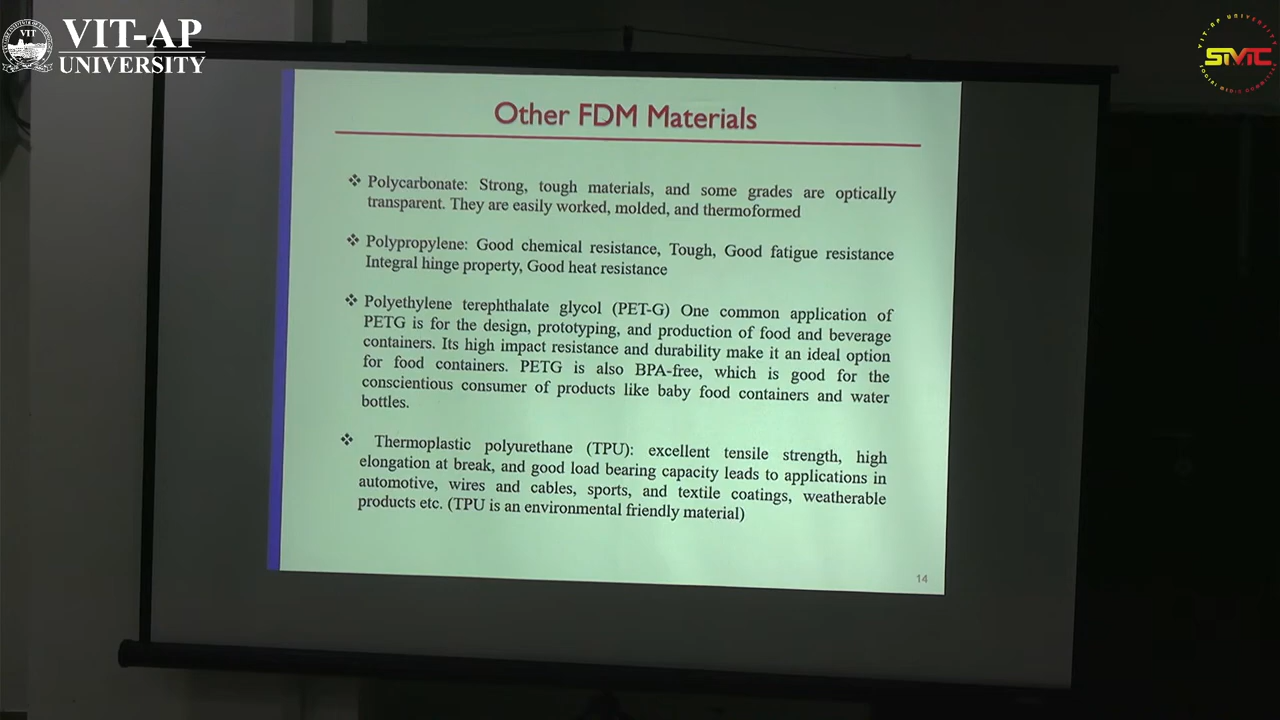 VIT
VIT-AP
UNIVERSITY
VIT-AP UNIVERSITY
SMC
Other FDM Materials
❖ Polycarbonate: Strong, tough materials, and some grades are optically
transparent. They are easily worked, molded, and thermoformed
❖ Polypropylene: Good chemical resistance, Tough, Good fatigue resistance
Integral hinge property, Good heat resistance
❖ Polyethylene terephthalate glycol (PET-G) One common application of
PETG is for the design, prototyping, and production of food and beverage
containers. Its high impact resistance and durability make it an ideal option
for food containers. PETG is also BPA-free, which is good for the
conscientious consumer of products like baby food containers and water
bottles.
❖ Thermoplastic polyurethane (TPU): excellent tensile strength, high
elongation at break, and good load bearing capacity leads to applications in
automotive, wires and cables, sports, and textile coatings, weatherable
products etc. (TPU is an environmental friendly material)
14